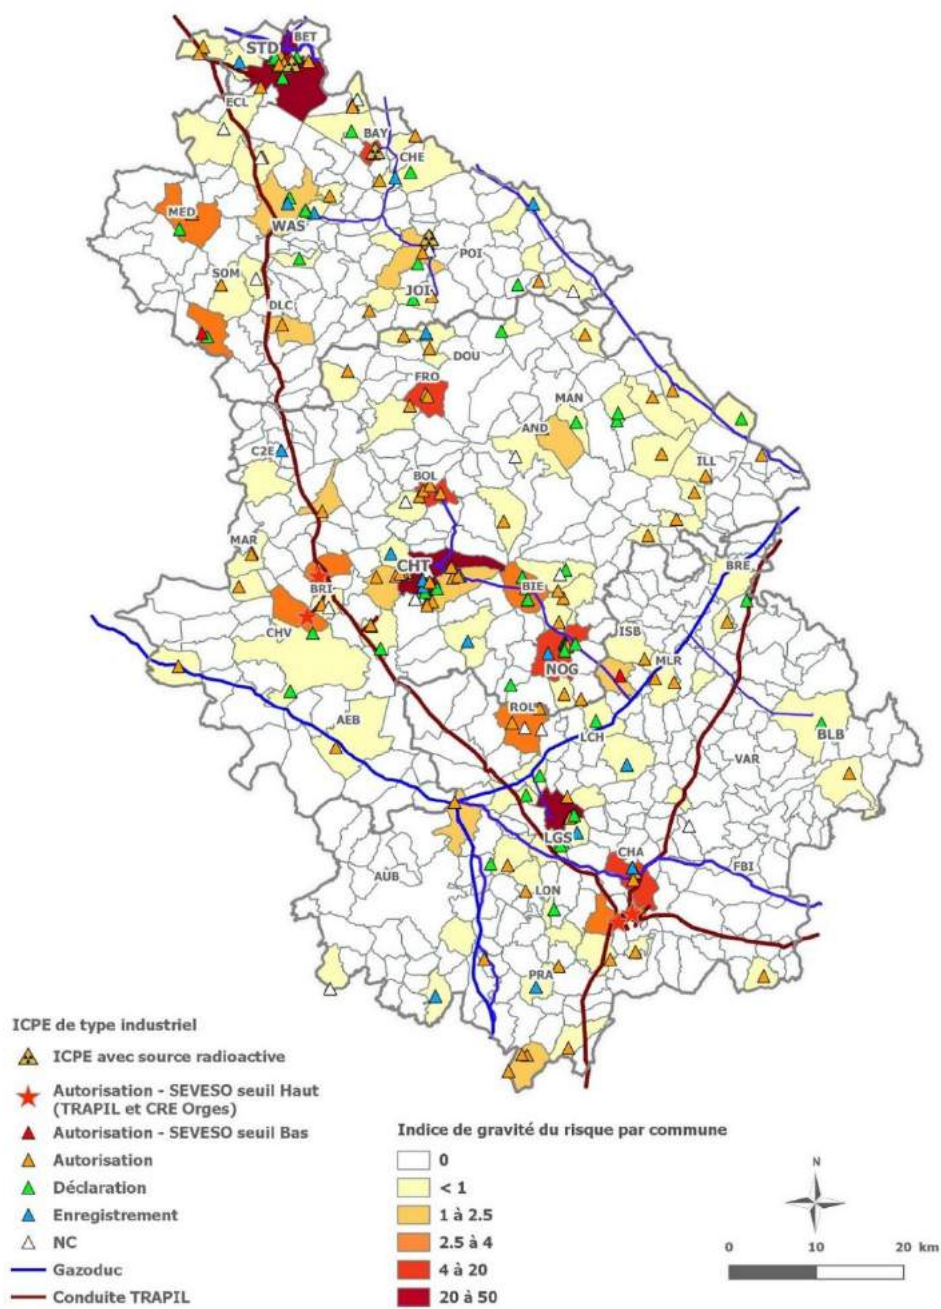 BET
STD
ECL
BAY
CHE
MED
WAS
POI
SOM
JOI
DLC
DOU
FRO
MAN
AND
C2E
ILL
BOL
MAR
CHT
BRE
BRI
BIE
CHV
ISB
NOG
MLR
ROL
AEB
LCH
BLB
VAR
LGS
CHA
FBI
AUB
LON
PRA
ICPE de type industriel
ICPE avec source radioactive
Autorisation - SEVESO seuil Haut
(TRAPIL et CRE Orges)
Autorisation - SEVESO seuil Bas
Autorisation
Déclaration
Enregistrement
NC
Gazoduc
Conduite TRAPIL
Indice de gravité du risque par commune
0
< 1
1 à 2.5
2.5 à 4
4 à 20
20 à 50
N
0 10 20 km